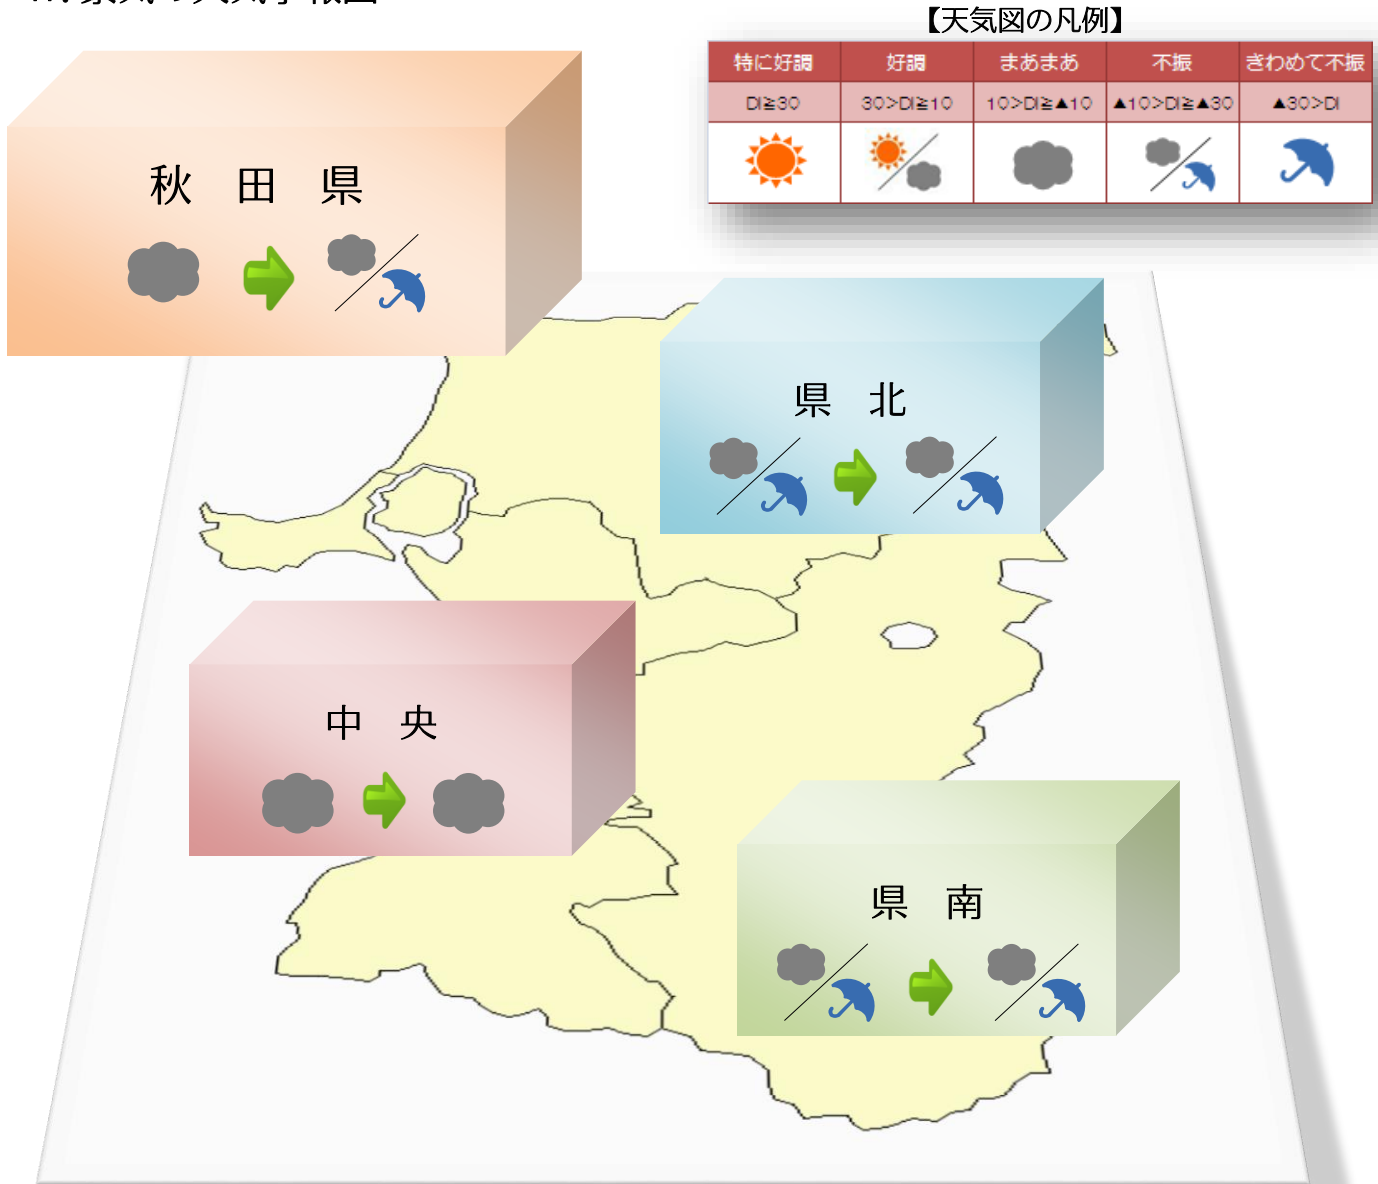 【天気図の凡例】
特に好調 好調 まあまあ 不振 きわめて不振
DI≧30 30>DI≧10 10>DI≧▲10 ▲10>DI≧▲30 ▲30>DI
秋 田 県
県 北
中 央
県 南